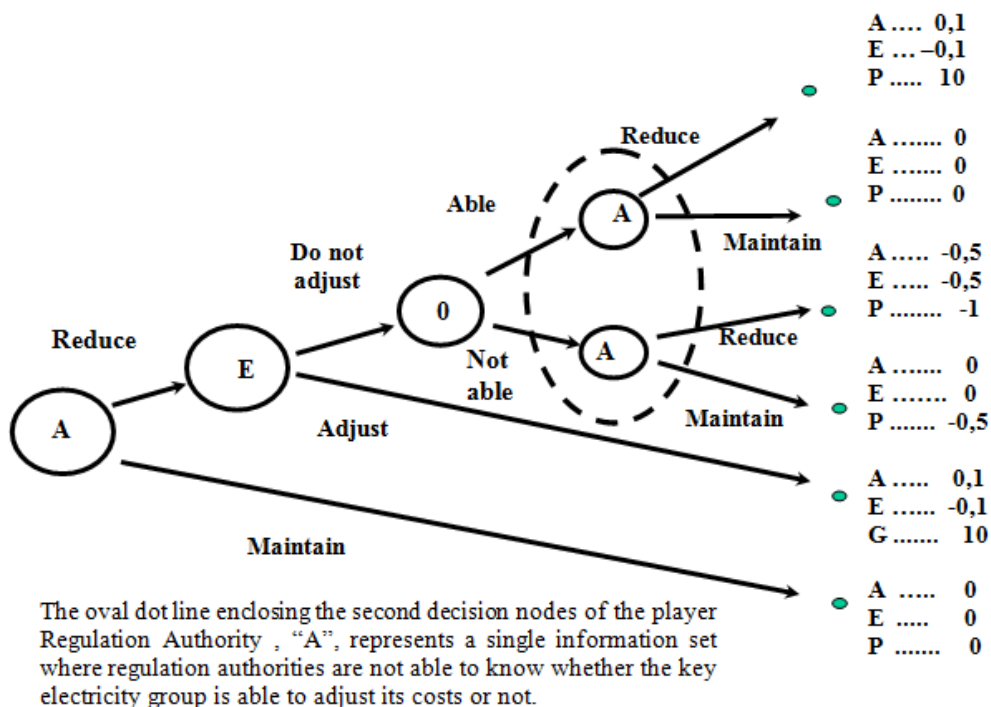 A .... 0,1
E ... –0,1
P ..... 10
Reduce
A ....... 0
E ....... 0
P ........ 0
Able
Maintain
Do not
adjust
A ..... -0,5
E ..... -0,5
P ........ -1
A
0
Reduce
Reduce
Not
able
A
E
A ....... 0
E ........ 0
P ....... -0,5
Maintain
Adjust
A
A ..... 0,1
E ...... -0,1
G ....... 10
Maintain
A ..... 0
E ..... 0
P ....... 0
The oval dot line enclosing the second decision nodes of the player
Regulation Authority , “A”, represents a single information set
where regulation authorities are not able to know whether the key
electricity group is able to adjust its costs or not.